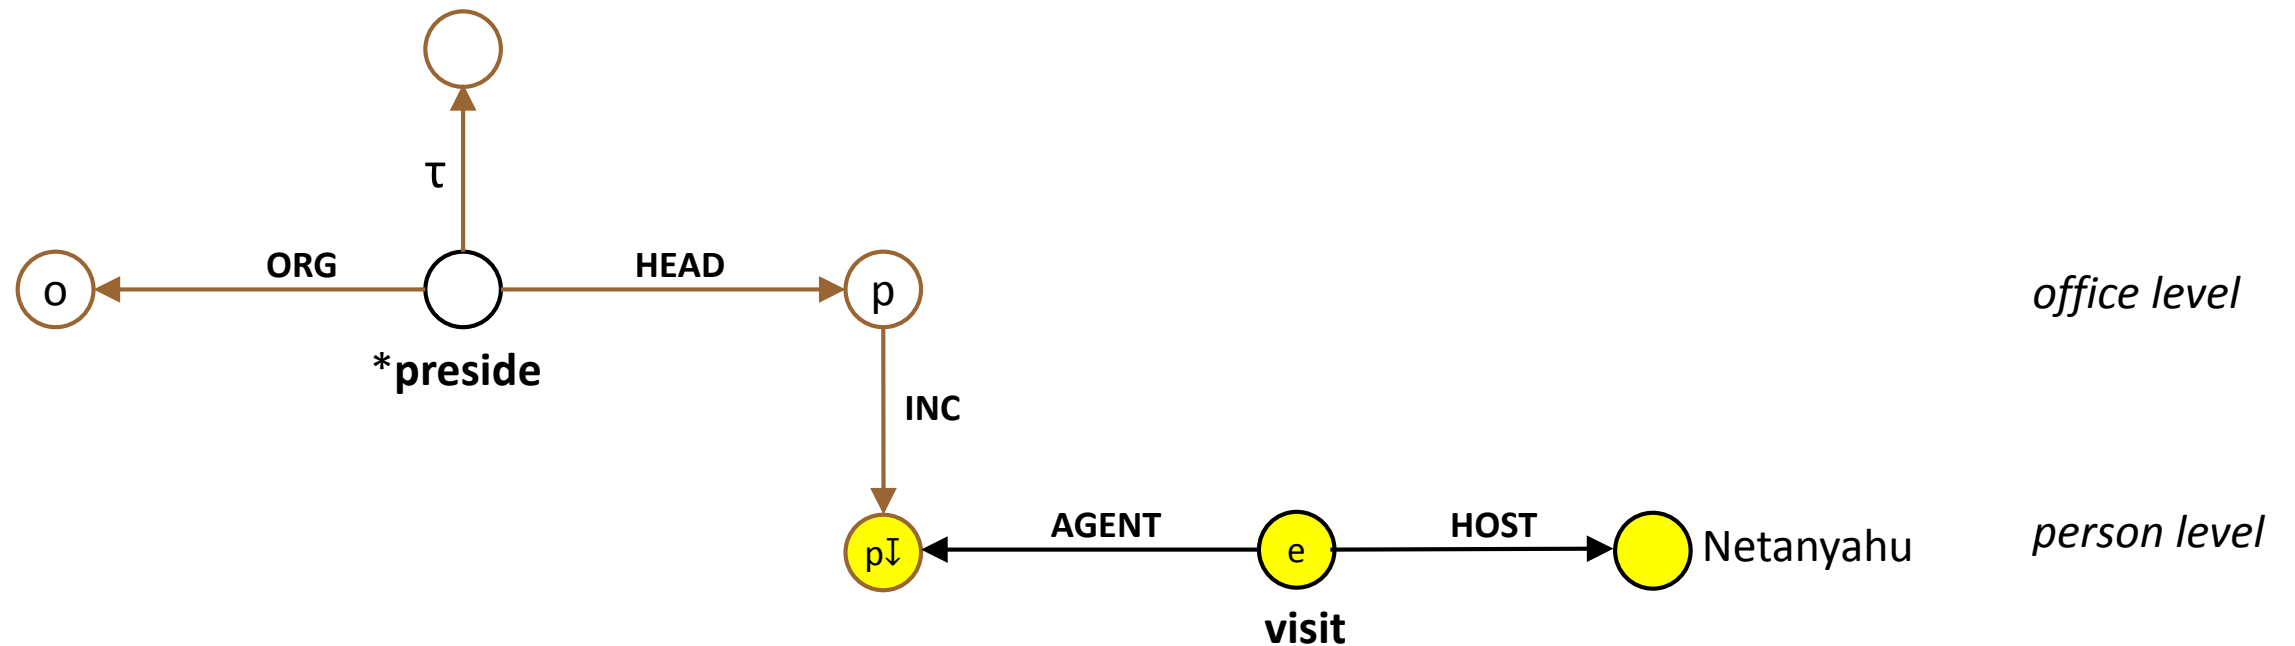 τ
ORG
HEAD
o
p
office level
*preside
INC
AGENT
HOST
p↧
e
Netanyahu
person level
visit